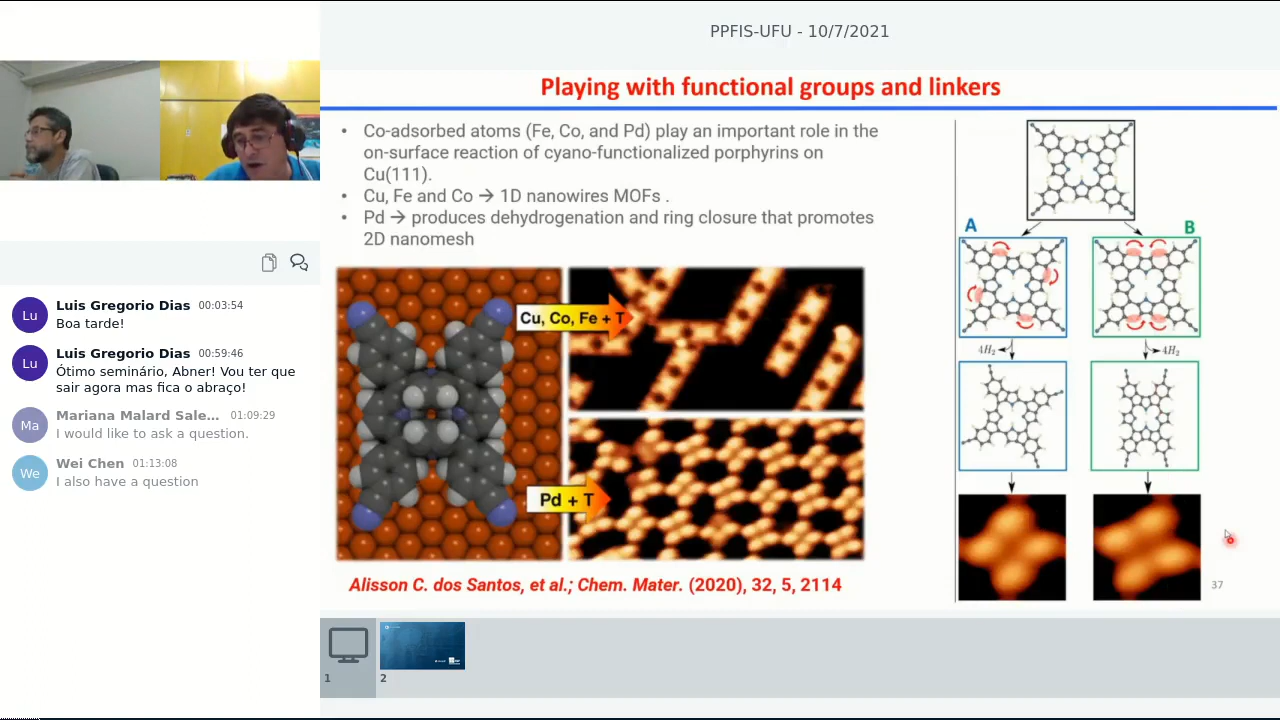 PPFIS-UFU - 10/7/2021
Playing with functional groups and linkers
• Co-adsorbed atoms (Fe, Co, and Pd) play an important role in the
on-surface reaction of cyano-functionalized porphyrins on
Cu(111).
• Cu, Fe and Co → 1D nanowires MOFs .
• Pd → produces dehydrogenation and ring closure that promotes
2D nanomesh
Cu, Co, Fe + T
Pd + T
Alisson C. dos Santos, et al.; Chem. Mater. (2020), 32, 5, 2114
A
B
4H₂
4H₂
37
Lu
Luis Gregorio Dias 00:03:54
Boa tarde!
Lu
Luis Gregorio Dias 00:59:46
Ótimo seminário, Abner! Vou ter que
sair agora mas fica o abraço!
Ma
Mariana Malard Sale... 01:09:29
I would like to ask a question.
We
Wei Chen 01:13:08
I also have a question
1
2